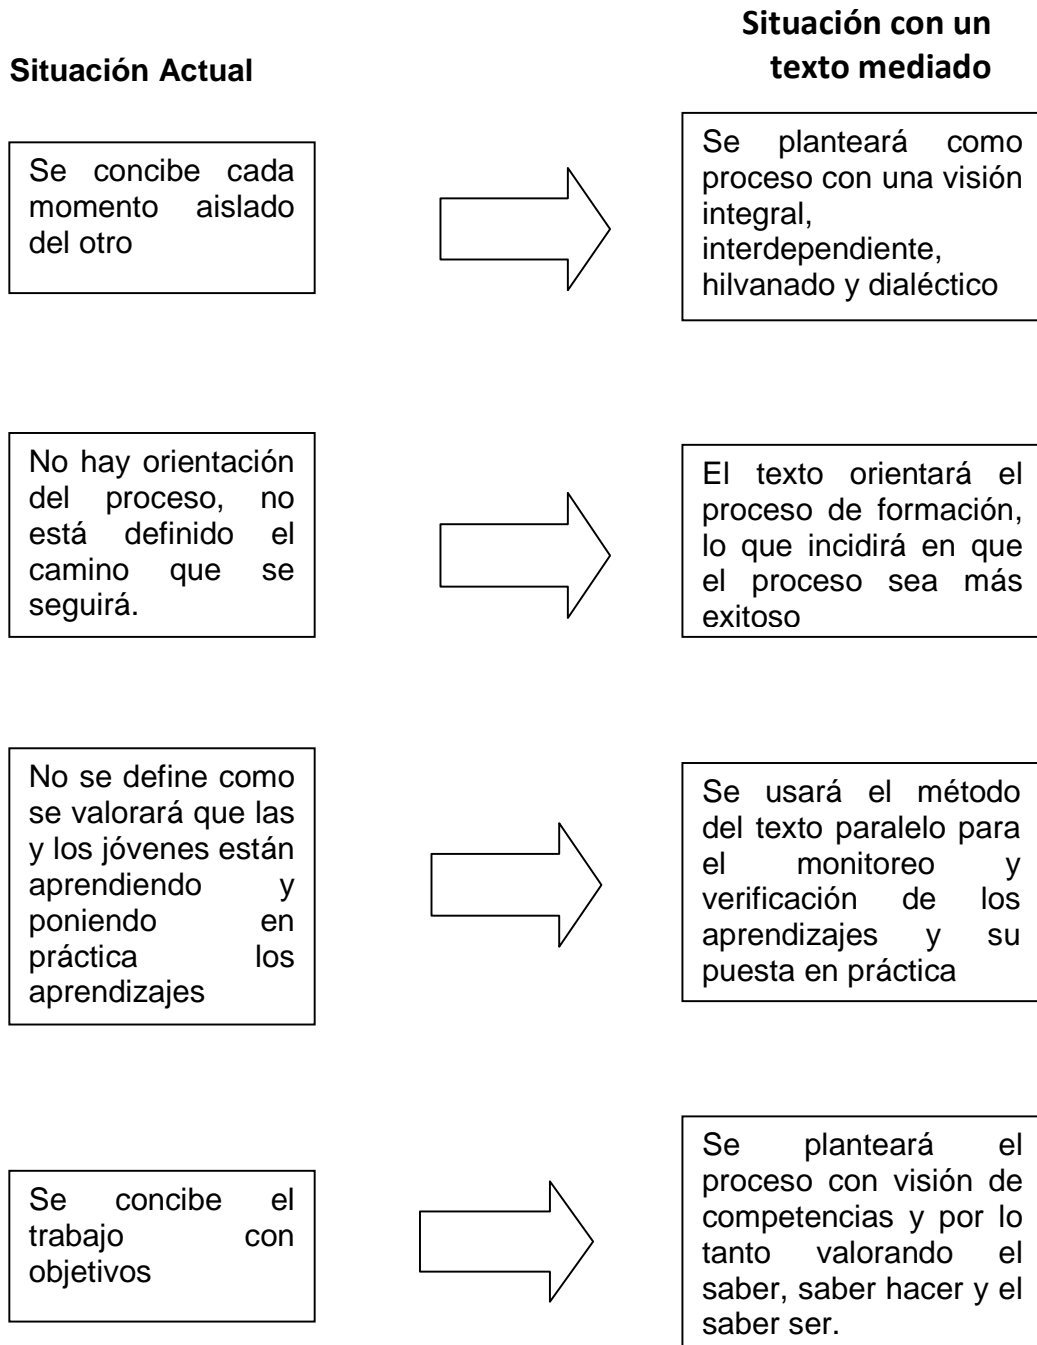 Situación Actual
Situación con un
texto mediado
Se concibe cada
momento aislado
del otro
Se planteará como
proceso con una visión
integral,
interdependiente,
hilvanado y dialéctico
No hay orientación
del proceso, no
está definido el
camino que se
seguirá.
El texto orientará el
proceso de formación,
lo que incidirá en que
el proceso sea más
exitoso
No se define como
se valorará que las
y los jóvenes están
aprendiendo y
poniendo en
práctica los
aprendizajes
Se usará el método
del texto paralelo para
el monitoreo y
verificación de los
aprendizajes y su
puesta en práctica
Se concibe el
trabajo con
objetivos
Se planteará el
proceso con visión de
competencias y por lo
tanto valorando el
saber, saber hacer y el
saber ser.